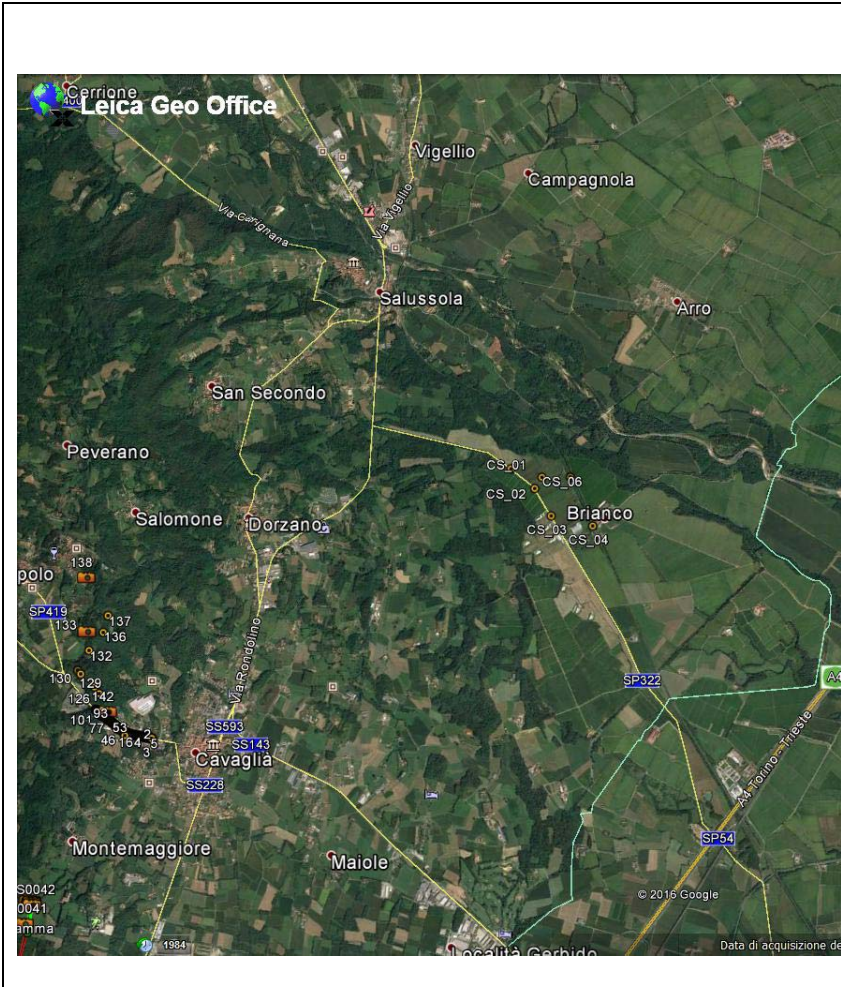 Cerrione
Leica Geo Office
Vigellio
Campagnola
Via Carignana
Via Vigellio
Salussola
Arro
San Secondo
Peverano
CS_01
CS_06
CS_02
Salomone
Dorzano
Brianco
CS_03
CS_04
138
polo
SP419
137
133
136
132
Via Rondolino
130
129
SP322
126
142
A4
93
101
77
53
SS593
2
46
164
5
SS143
3
Cavaglià
SS228
A4 Torino - Trieste
SP54
Montemaggiore
Maiole
S0042
© 2016 Google
0041
amma
1984
Data di acquisizione de
Località Gerbido